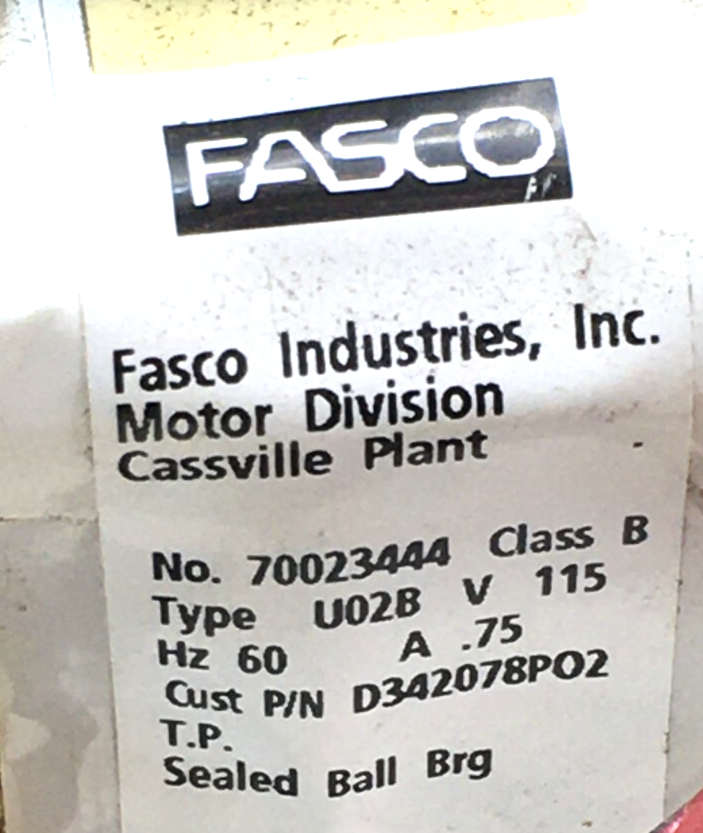 FASCO
Fasco Industries, Inc.
Motor Division
Cassville Plant
No. 70023444 Class B
Type U02B V 115
Hz 60 A .75
Cust P/N D342078PO2
T.P.
Sealed Ball Brg